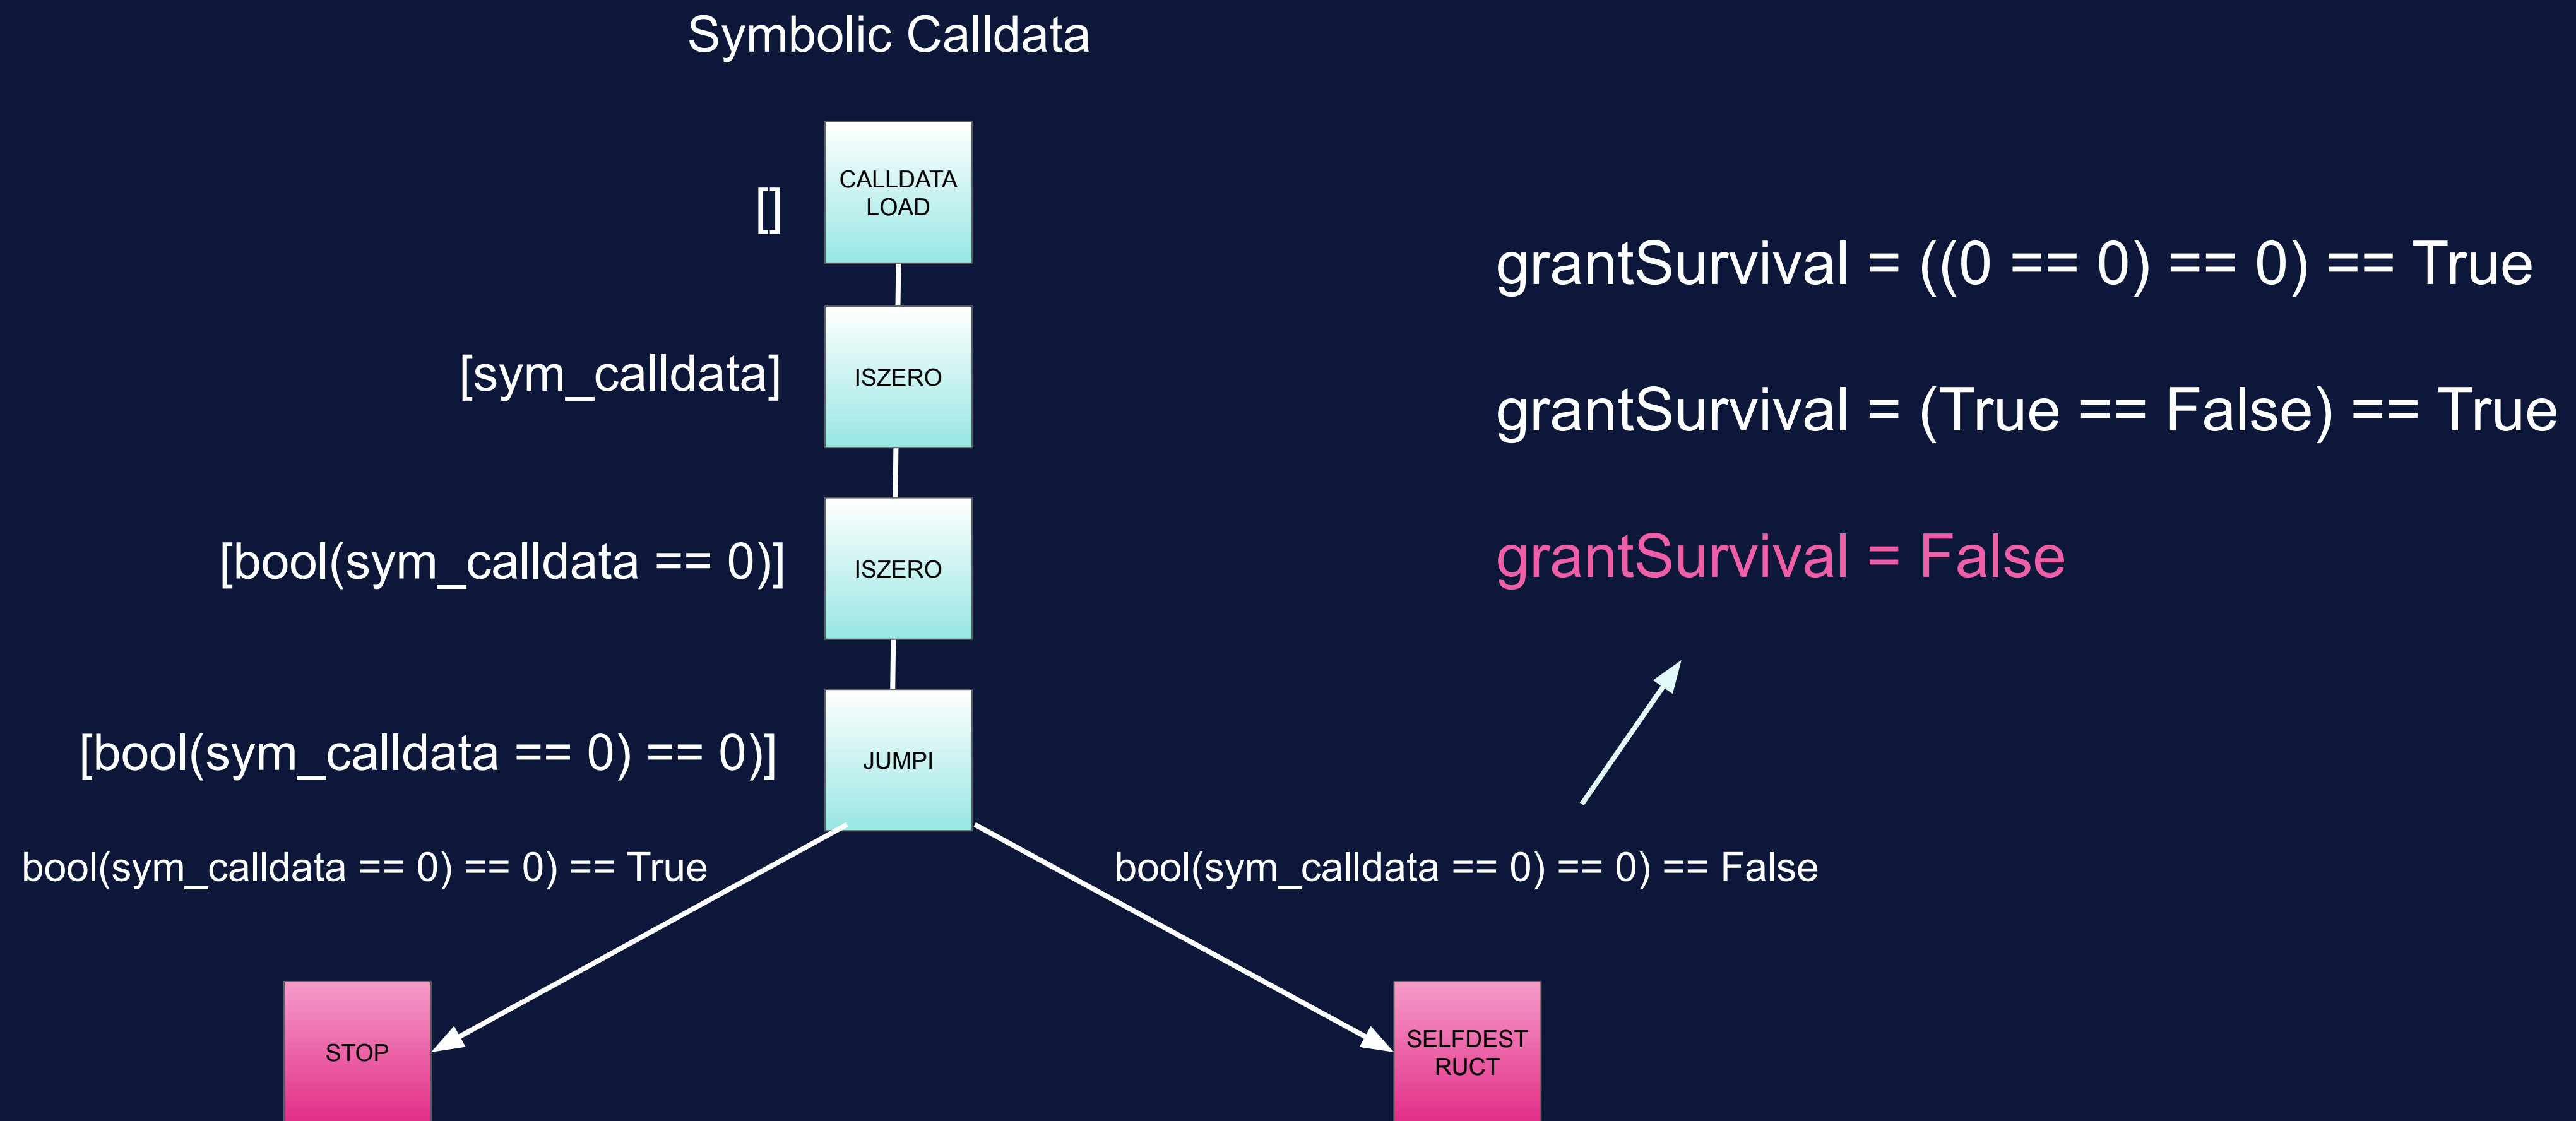 Symbolic Calldata
CALLDATA
LOAD
[]
ISZERO
[sym_calldata]
ISZERO
[bool(sym_calldata == 0)]
JUMPI
[bool(sym_calldata == 0) == 0)]
bool(sym_calldata == 0) == 0) == True
bool(sym_calldata == 0) == 0) == False
STOP
SELFDEST
RUCT
grantSurvival = ((0 == 0) == 0) == True
grantSurvival = (True == False) == True
grantSurvival = False